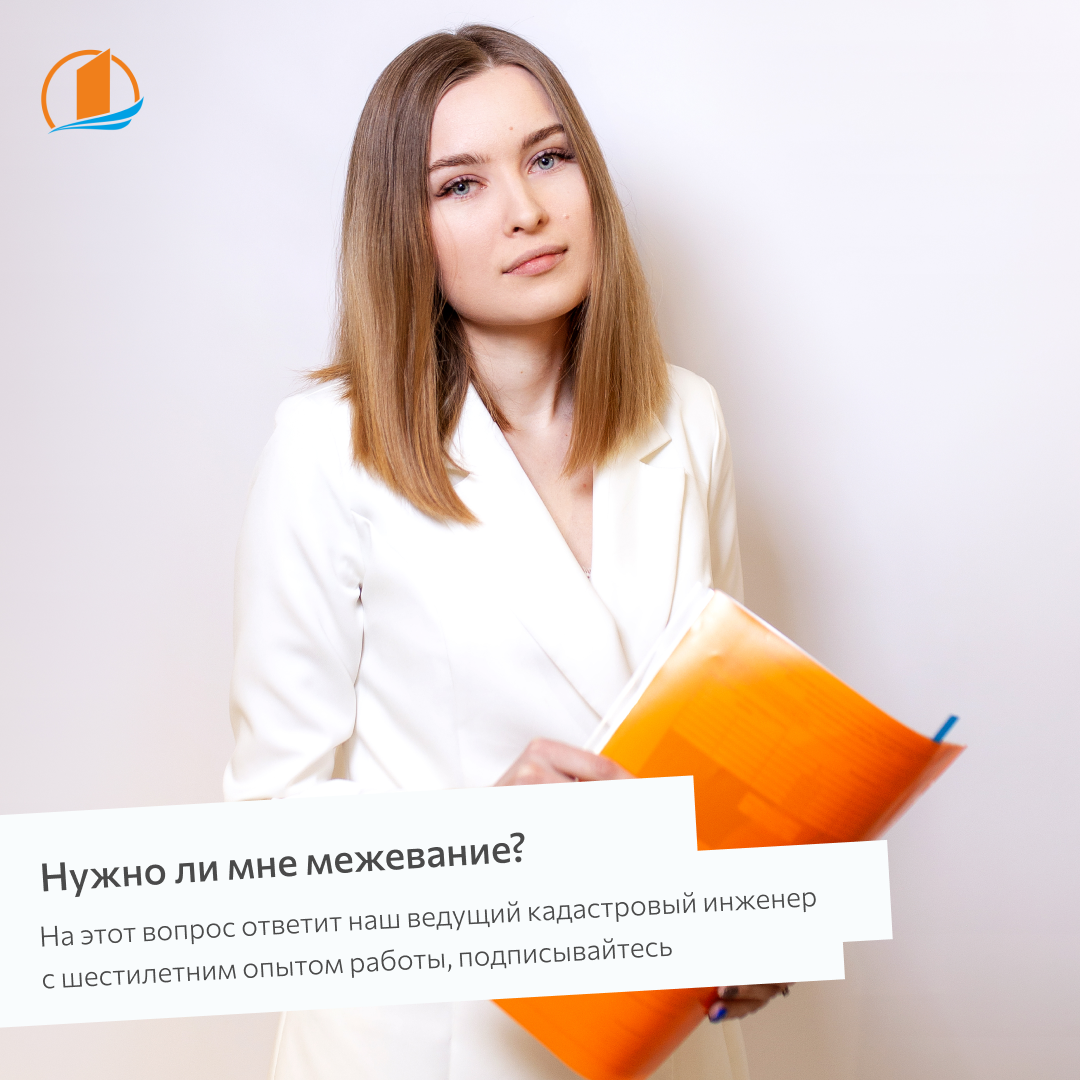 Нужно ли мне межевание?
На этот вопрос ответит наш ведущий кадастровый инженер
с шестилетним опытом работы, подписывайтесь